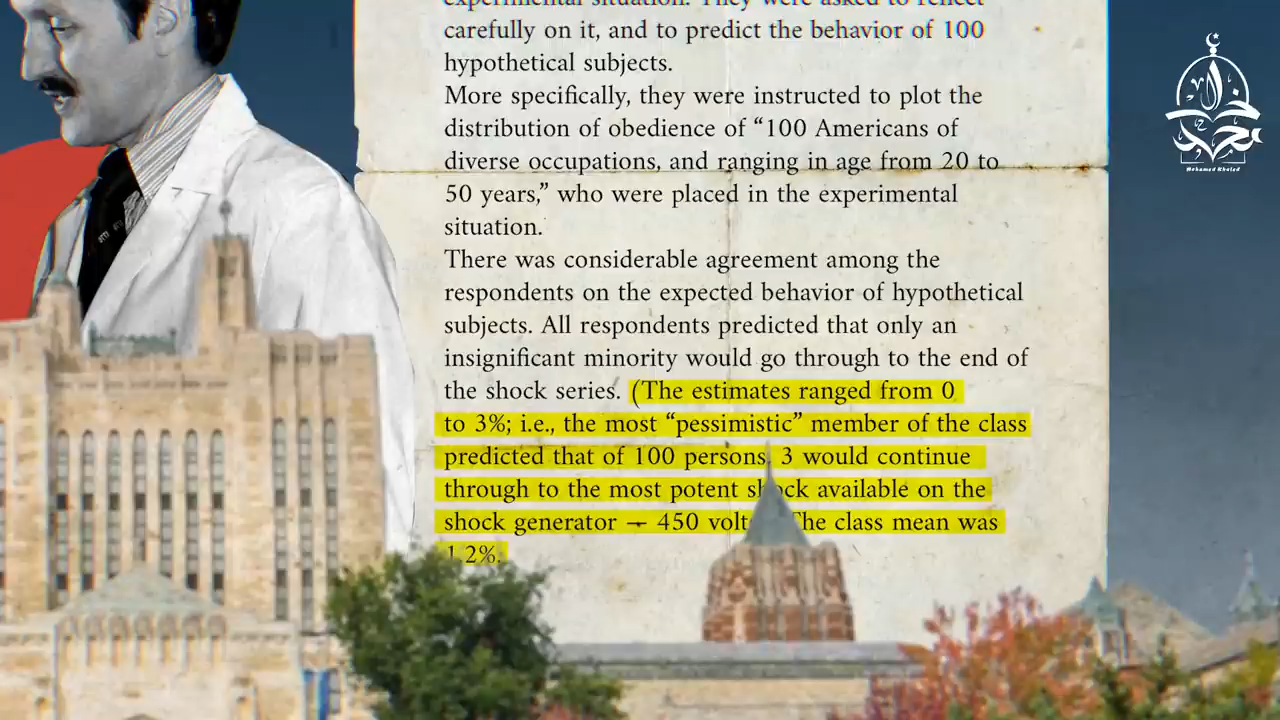 experimental situation. They were asked to reflect
carefully on it, and to predict the behavior of 100
hypothetical subjects.
More specifically, they were instructed to plot the
distribution of obedience of “100 Americans of
diverse occupations, and ranging in age from 20 to
50 years,” who were placed in the experimental
situation.
There was considerable agreement among the
respondents on the expected behavior of hypothetical
subjects. All respondents predicted that only an
insignificant minority would go through to the end of
the shock series. (The estimates ranged from 0
to 3%; i.e., the most “pessimistic” member of the class
predicted that of 100 persons, 3 would continue
through to the most potent shock available on the
shock generator — 450 volt The class mean was
1.2%.
Mohamed Khaled